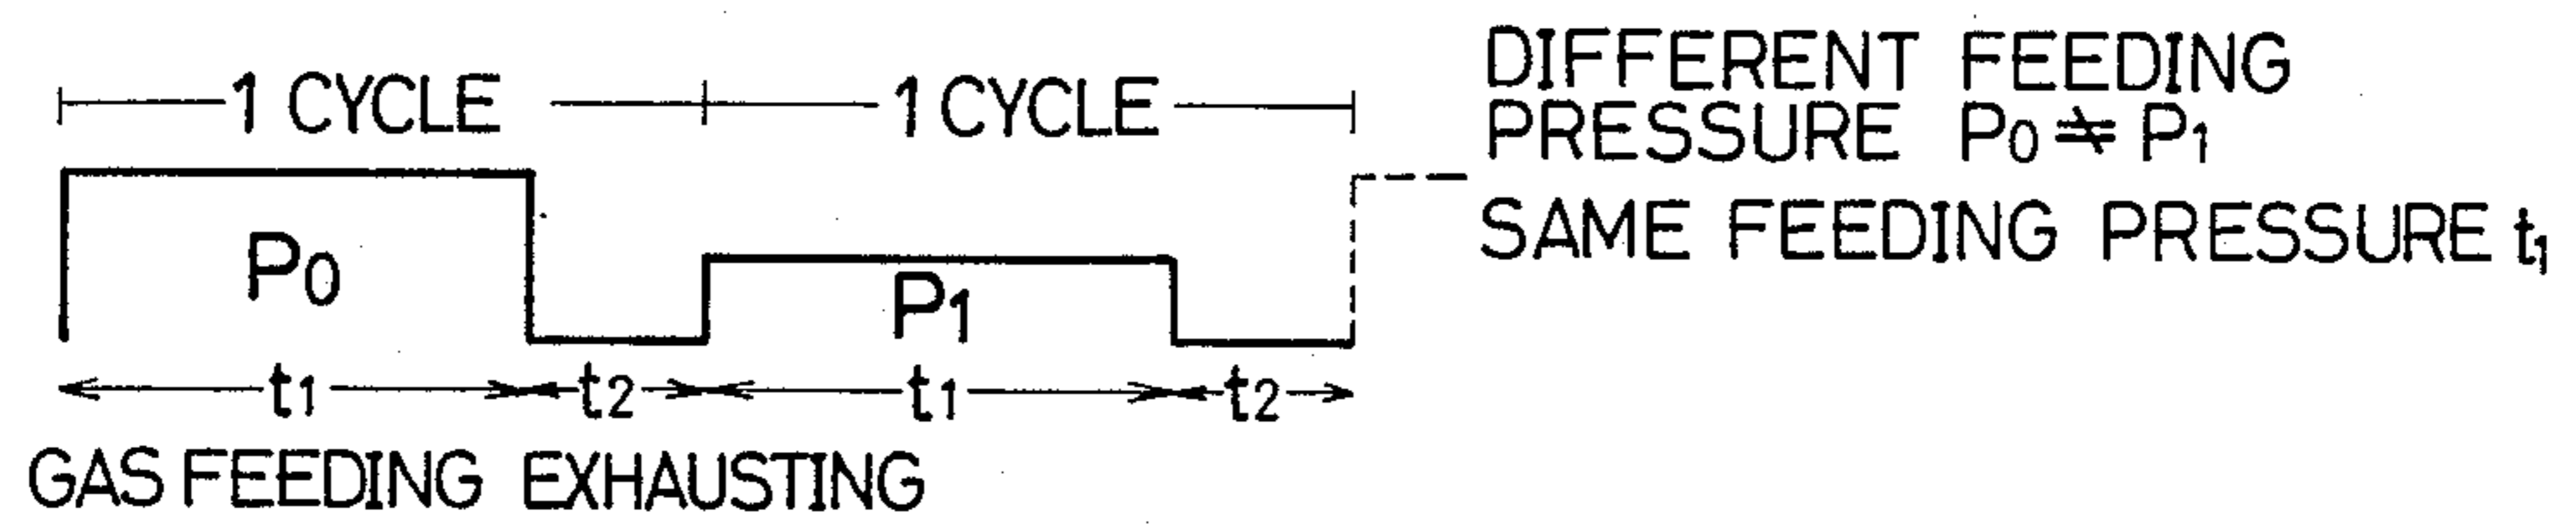 1 CYCLE 1 CYCLE
DIFFERENT FEEDING
PRESSURE P0 ≠ P1
P0
P1
SAME FEEDING PRESSURE t1
t1 t2 t1 t2
GAS FEEDING EXHAUSTING